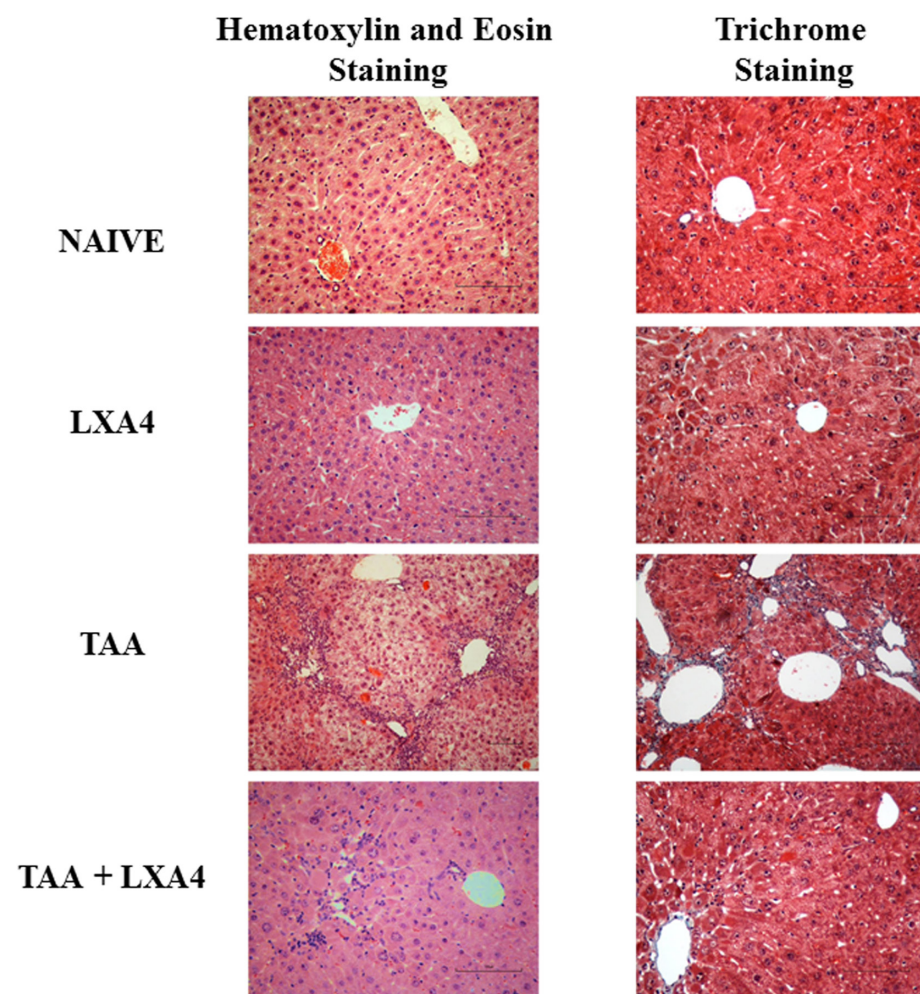 Hematoxylin and Eosin
Staining
Trichrome
Staining
NAIVE
LXA4
TAA
TAA + LXA4